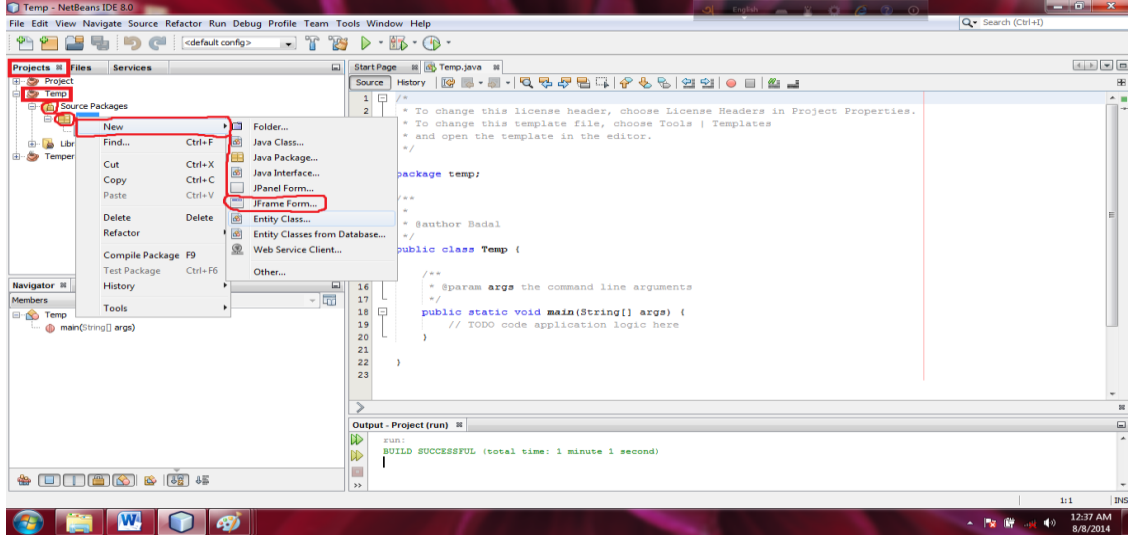 Temp - NetBeans IDE 8.0
English
File Edit View Navigate Source Refactor Run Debug Profile Team Tools Window Help
Search (Ctrl+I)
<default config>
Projects Files Services
Project
Temp
Source Packages
Libr
Temper
New
Find... Ctrl+F
Cut Ctrl+X
Copy Ctrl+C
Paste Ctrl+V
Delete Delete
Refactor
Compile Package F9
Test Package Ctrl+F6
History
Tools
Folder...
Java Class...
Java Package...
Java Interface...
JPanel Form...
JFrame Form...
Entity Class...
Entity Classes from Database...
Web Service Client...
Other...
Navigator
Members
Temp
main(String[] args)
Start Page Temp.java
Source History
1 /*
2 * To change this license header, choose License Headers in Project Properties.
* To change this template file, choose Tools | Templates
* and open the template in the editor.
*/
package temp;
/**
*
* @author Badal
*/
public class Temp {
/**
16 * @param args the command line arguments
17 */
18 public static void main(String[] args) {
19 // TODO code application logic here
20 }
21
22 }
23
Output - Project (run)
run:
BUILD SUCCESSFUL (total time: 1 minute 1 second)
1:1 INS
12:37 AM
8/8/2014